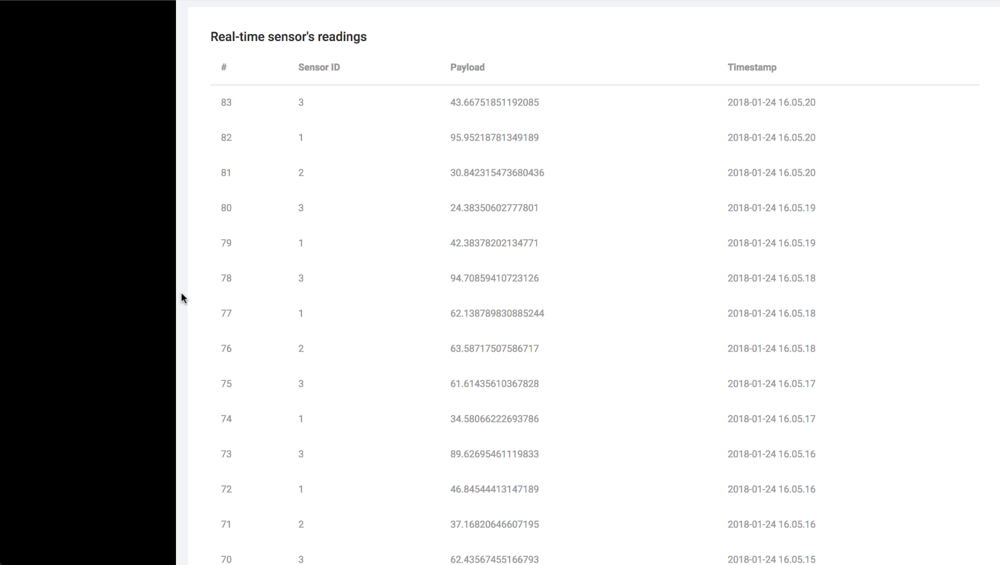 Real-time sensor's readings
# Sensor ID Payload Timestamp
83 3 43.66751851192085 2018-01-24 16.05.20
82 1 95.95218781349189 2018-01-24 16.05.20
81 2 30.842315473680436 2018-01-24 16.05.20
80 3 24.38350602777801 2018-01-24 16.05.19
79 1 42.38378202134771 2018-01-24 16.05.19
78 3 94.70859410723126 2018-01-24 16.05.18
77 1 62.138789830885244 2018-01-24 16.05.18
76 2 63.58717507586717 2018-01-24 16.05.18
75 3 61.61435610367828 2018-01-24 16.05.17
74 1 34.58066222693786 2018-01-24 16.05.17
73 3 89.62695461119833 2018-01-24 16.05.16
72 1 46.84544413147189 2018-01-24 16.05.16
71 2 37.16820646607195 2018-01-24 16.05.16
70 3 62.43567455166793 2018-01-24 16.05.15